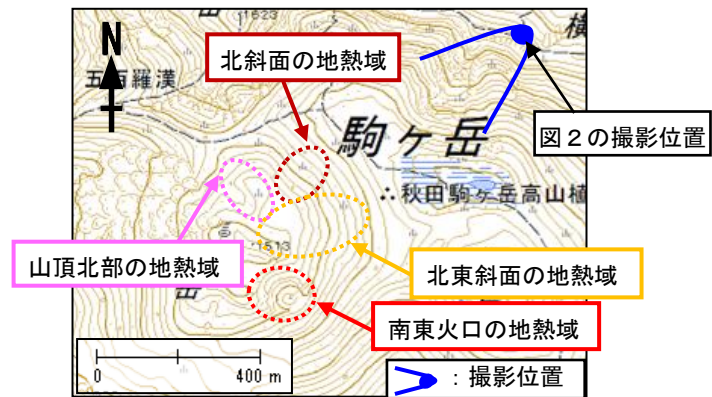 1623
N
北斜面の地熱域
横
五百羅漢
駒ヶ岳
図２の撮影位置
∴秋田駒ヶ岳高山植
1513
山頂北部の地熱域
北東斜面の地熱域
岳
南東火口の地熱域
0
400 m
：撮影位置